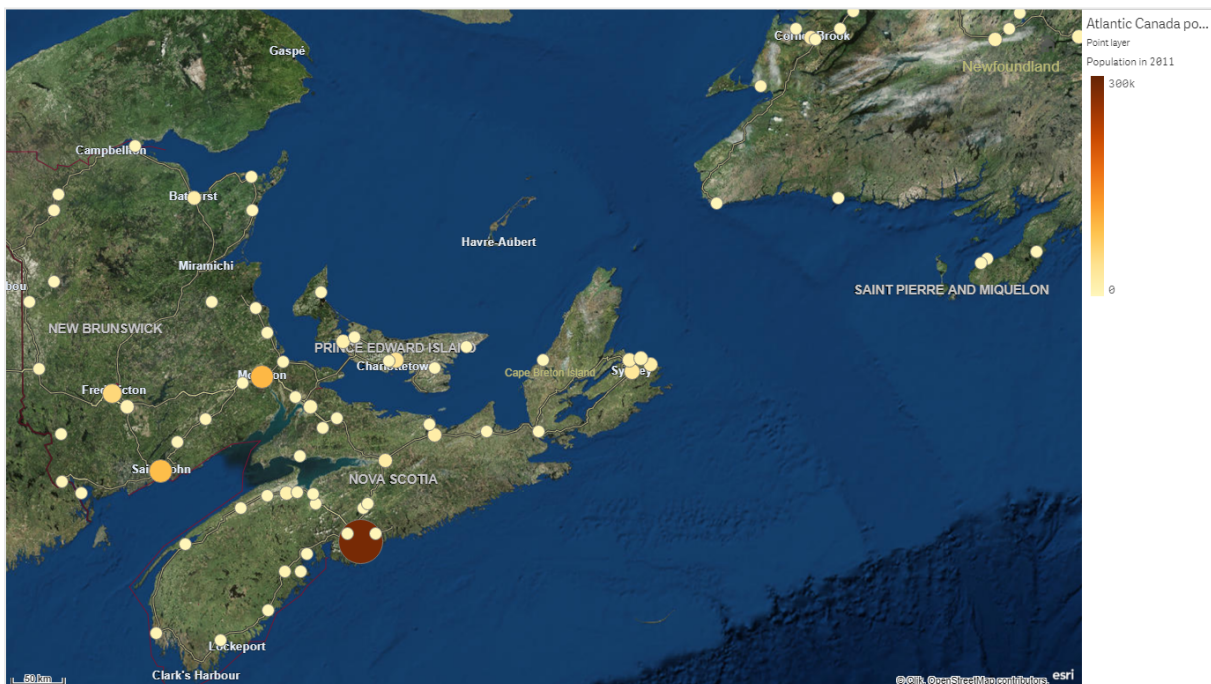 Gaspé
Corner Brook
Newfoundland
Campbellton
Bathurst
Havre-Aubert
Miramichi
bou
SAINT PIERRE AND MIQUELON
NEW BRUNSWICK
PRINCE EDWARD ISLAND
Charlottetown
Cape Breton Island
Sydney
Fredericton
Moncton
Saint John
NOVA SCOTIA
Lockeport
Clark's Harbour
50 km
© Qlik, OpenStreetMap contributors,
esri
Atlantic Canada po...
Point layer
Population in 2011
300k
0